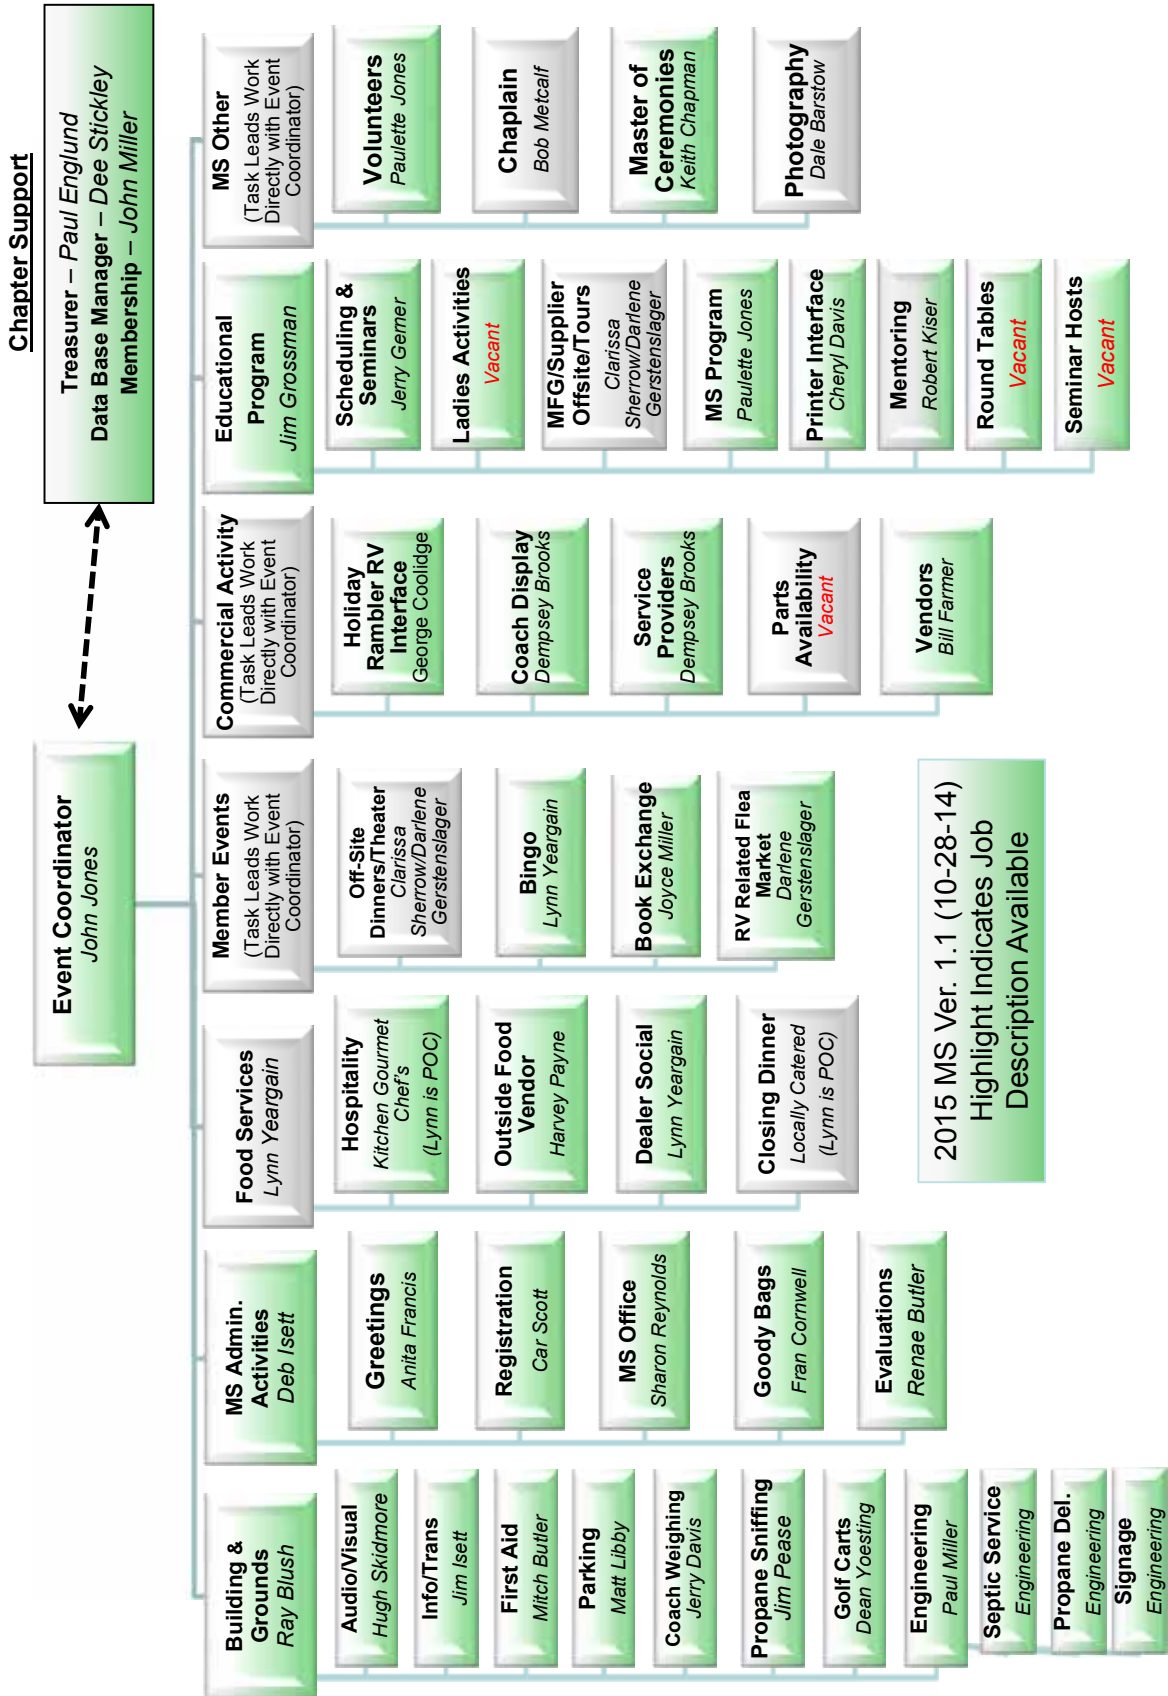 Chapter Support
Treasurer – Paul Englund
Data Base Manager – Dee Stickley
Membership – John Miller
Event Coordinator
John Jones
Building &
Grounds
Ray Blush
Audio/Visual
Hugh Skidmore
Info/Trans
Jim Isett
First Aid
Mitch Butler
Parking
Matt Libby
Coach Weighing
Jerry Davis
Propane Sniffing
Jim Pease
Golf Carts
Dean Yoesting
Engineering
Paul Miller
Septic Service
Engineering
Propane Del.
Engineering
Signage
Engineering
MS Admin.
Activities
Deb Isett
Greetings
Anita Francis
Registration
Car Scott
MS Office
Sharon Reynolds
Goody Bags
Fran Cornwell
Evaluations
Renae Butler
Food Services
Lynn Yeargain
Hospitality
Kitchen Gourmet
Chef's
(Lynn is POC)
Outside Food
Vendor
Harvey Payne
Dealer Social
Lynn Yeargain
Closing Dinner
Locally Catered
(Lynn is POC)
Member Events
(Task Leads Work
Directly with Event
Coordinator)
Off-Site
Dinners/Theater
Clarissa
Sherrow/Darlene
Gerstenslager
Bingo
Lynn Yeargain
Book Exchange
Joyce Miller
RV Related Flea
Market
Darlene
Gerstenslager
Commercial Activity
(Task Leads Work
Directly with Event
Coordinator)
Holiday
Rambler RV
Interface
George Coolidge
Coach Display
Dempsey Brooks
Service
Providers
Dempsey Brooks
Parts
Availability
Vacant
Vendors
Bill Farmer
Educational
Program
Jim Grossman
Scheduling &
Seminars
Jerry Gemer
Ladies Activities
Vacant
MFG/Supplier
Offsite/Tours
Clarissa
Sherrow/Darlene
Gerstenslager
MS Program
Paulette Jones
Printer Interface
Cheryl Davis
Mentoring
Robert Kiser
Round Tables
Vacant
Seminar Hosts
Vacant
MS Other
(Task Leads Work
Directly with Event
Coordinator)
Volunteers
Paulette Jones
Chaplain
Bob Metcalf
Master of
Ceremonies
Keith Chapman
Photography
Dale Barstow
2015 MS Ver. 1.1 (10-28-14)
Highlight Indicates Job
Description Available